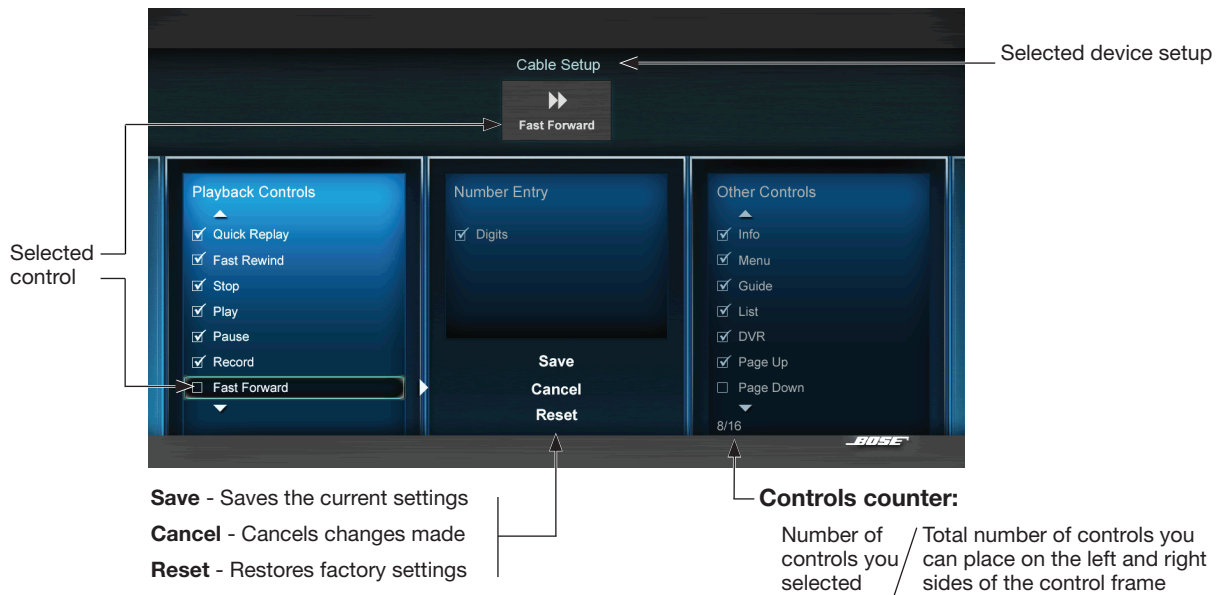 Selected device setup
Cable Setup
Fast Forward
Selected
control
Playback Controls
Quick Replay
Fast Rewind
Stop
Play
Pause
Record
Fast Forward
Number Entry
Digits
Save
Cancel
Reset
Other Controls
Info
Menu
Guide
List
DVR
Page Up
Page Down
8/16
BOSE
Save - Saves the current settings
Cancel - Cancels changes made
Reset - Restores factory settings
Controls counter:
Number of
controls you
selected
/
Total number of controls you
can place on the left and right
sides of the control frame